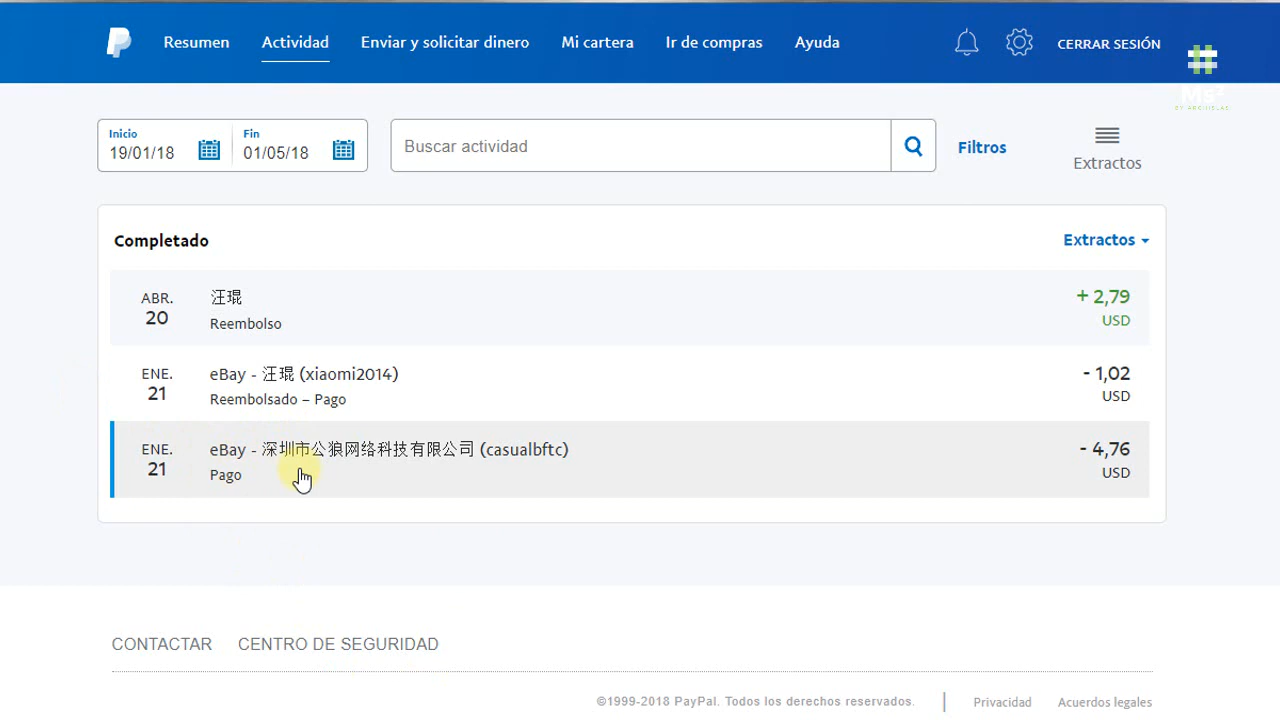 Resumen Actividad Enviar y solicitar dinero Mi cartera Ir de compras Ayuda CERRAR SESIÓN
Ms²
BY ARCHIELAC
Inicio Fin
19/01/18 01/05/18 Buscar actividad Filtros Extractos
Completado Extractos
ABR. 汪琨 + 2,79
20 Reembolso USD
ENE. eBay - 汪琨 (xiaomi2014) - 1,02
21 Reembolsado – Pago USD
ENE. eBay - 深圳市公狼网络科技有限公司 (casualbftc) - 4,76
21 Pago USD
CONTACTAR CENTRO DE SEGURIDAD
©1999-2018 PayPal. Todos los derechos reservados. | Privacidad Acuerdos legales